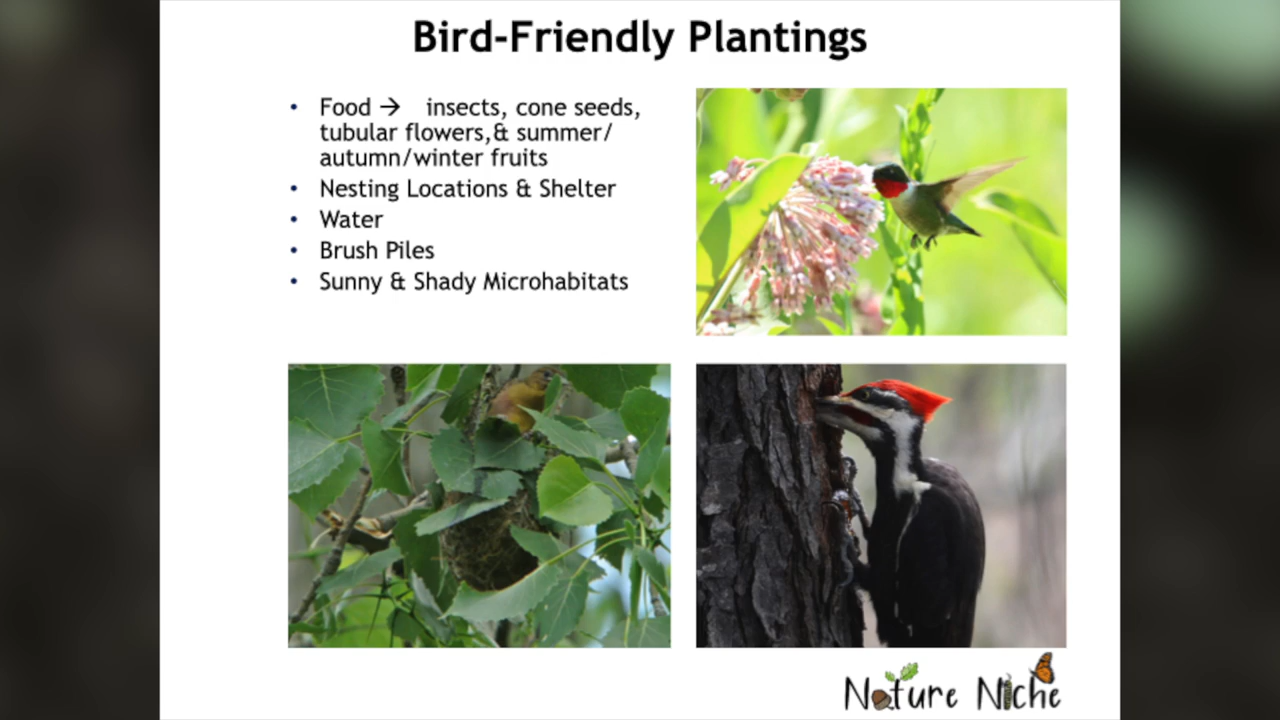 Bird-Friendly Plantings
• Food → insects, cone seeds,
tubular flowers,& summer/
autumn/winter fruits
• Nesting Locations & Shelter
• Water
• Brush Piles
• Sunny & Shady Microhabitats
Nature Niche